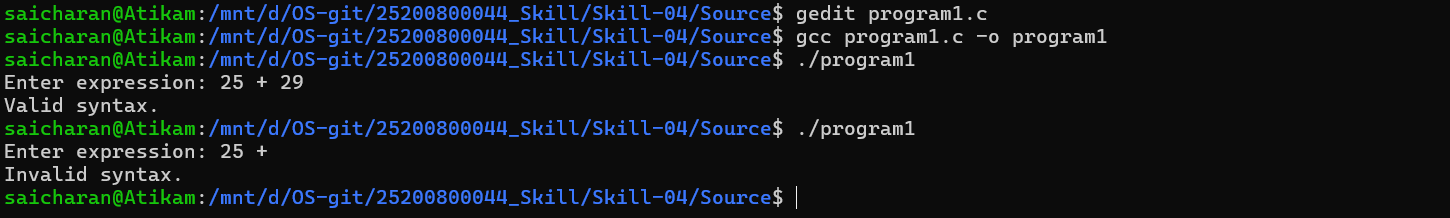 saicharan@Atikam:/mnt/d/OS-git/25200800044_Skill/Skill-04/Source$ gedit program1.c
saicharan@Atikam:/mnt/d/OS-git/25200800044_Skill/Skill-04/Source$ gcc program1.c -o program1
saicharan@Atikam:/mnt/d/OS-git/25200800044_Skill/Skill-04/Source$ ./program1
Enter expression: 25 + 29
Valid syntax.
saicharan@Atikam:/mnt/d/OS-git/25200800044_Skill/Skill-04/Source$ ./program1
Enter expression: 25 +
Invalid syntax.
saicharan@Atikam:/mnt/d/OS-git/25200800044_Skill/Skill-04/Source$